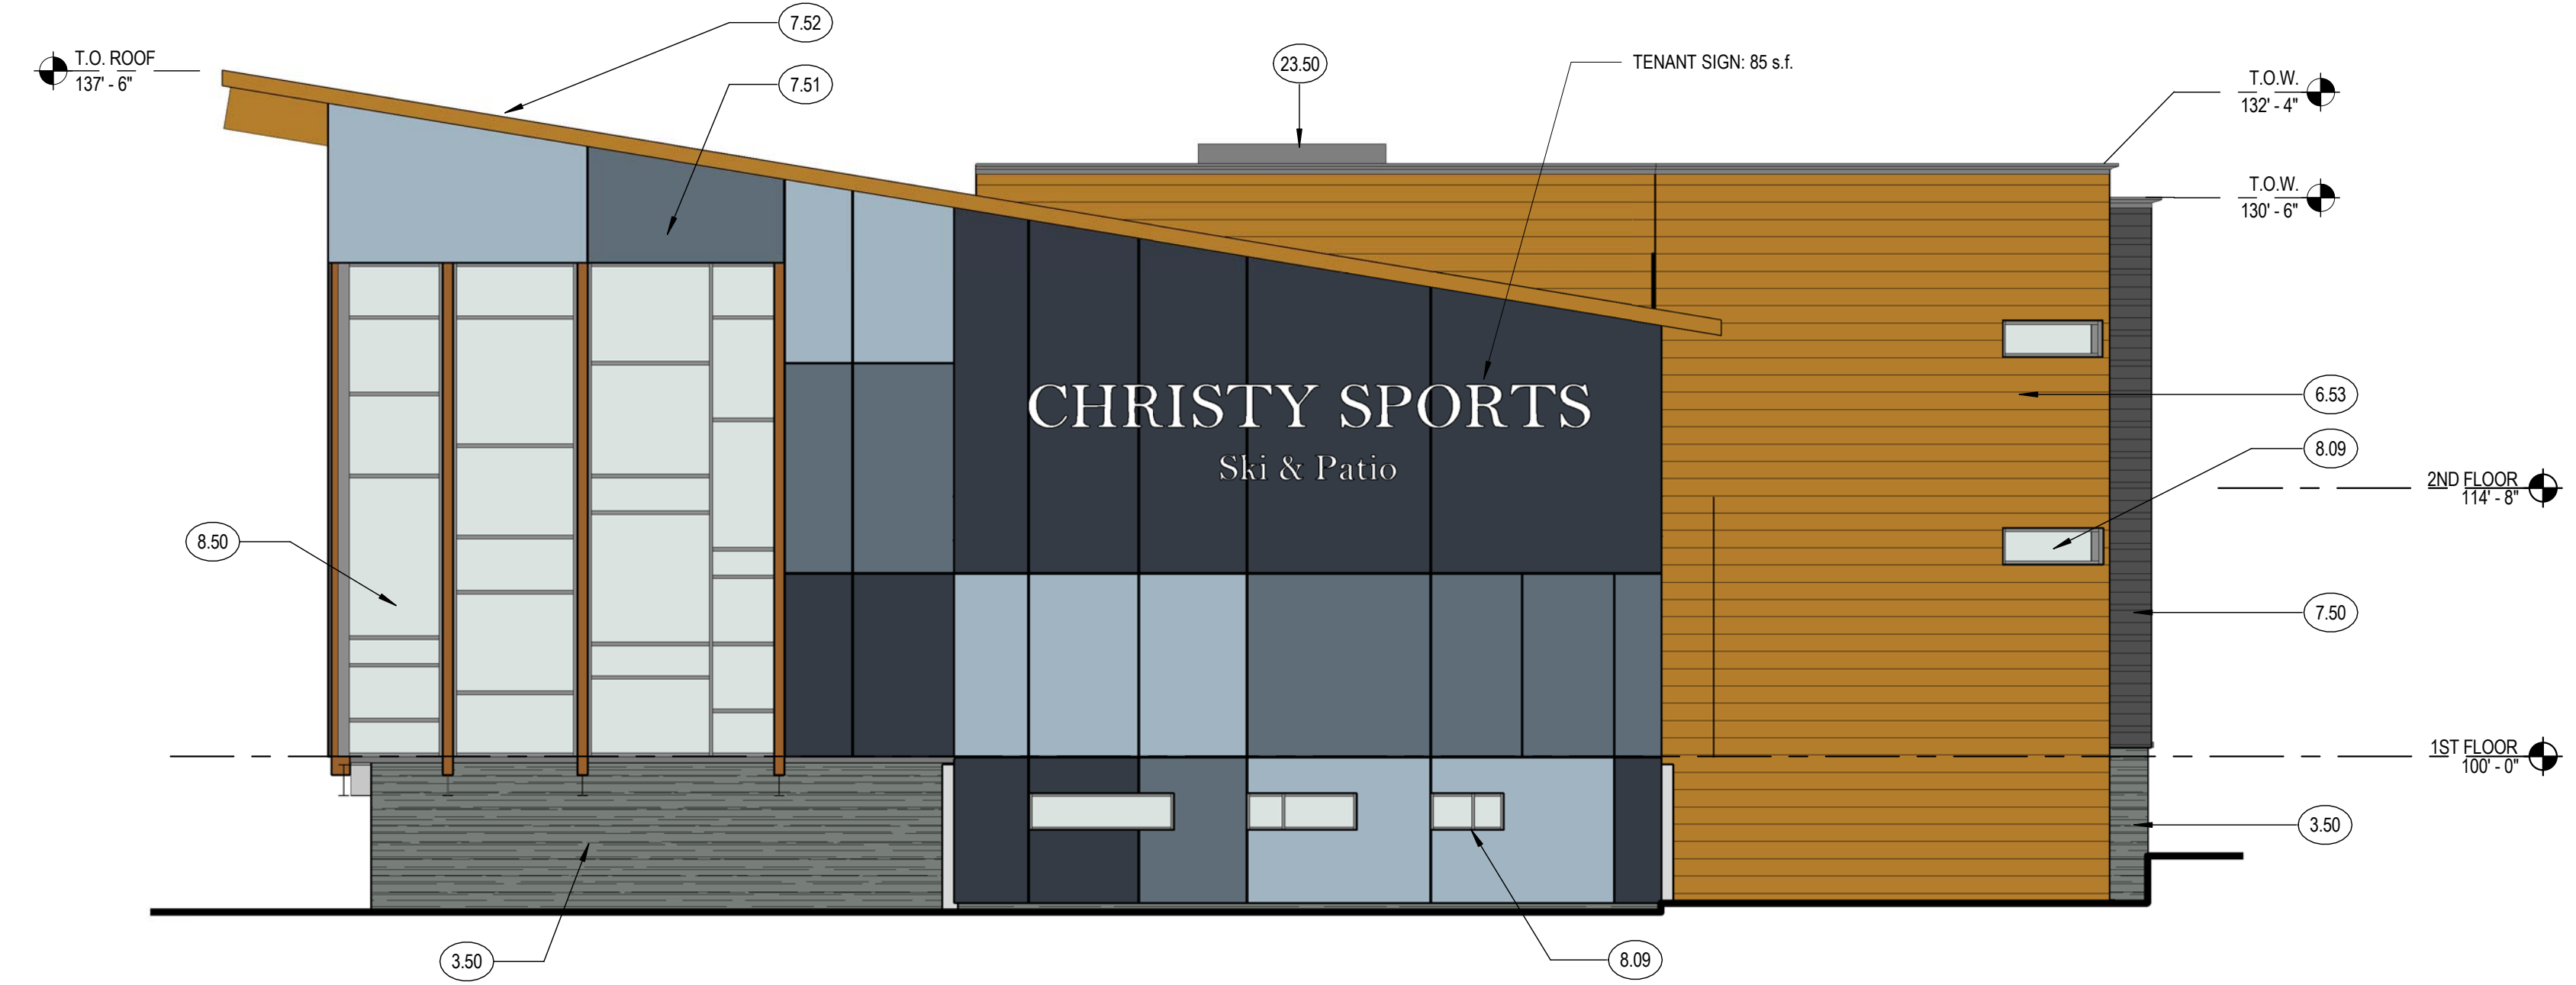 7.52
T.O. ROOF
137' - 6"
23.50
TENANT SIGN: 85 s.f.
7.51
T.O.W.
132' - 4"
T.O.W.
130' - 6"
CHRISTY SPORTS
Ski & Patio
6.53
8.09
2ND FLOOR
114' - 8"
8.50
7.50
1ST FLOOR
100' - 0"
3.50
3.50
8.09